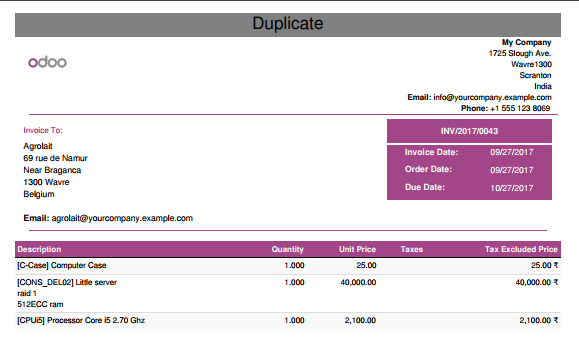 Duplicate
odoo
My Company
1725 Slough Ave.
Wavre1300
Scranton
India
Email: info@yourcompany.example.com
Phone: +1 555 123 8069
Invoice To:
Agrolait
69 rue de Namur
Near Braganca
1300 Wavre
Belgium
Email: agrolait@yourcompany.example.com
INV/2017/0043
Invoice Date: 09/27/2017
Order Date: 09/27/2017
Due Date: 10/27/2017
Description Quantity Unit Price Taxes Tax Excluded Price
[C-Case] Computer Case 1.000 25.00 25.00 ₹
[CONS_DEL02] Little server 1.000 40,000.00 40,000.00 ₹
raid 1
512ECC ram
[CPUi5] Processor Core i5 2.70 Ghz 1.000 2,100.00 2,100.00 ₹